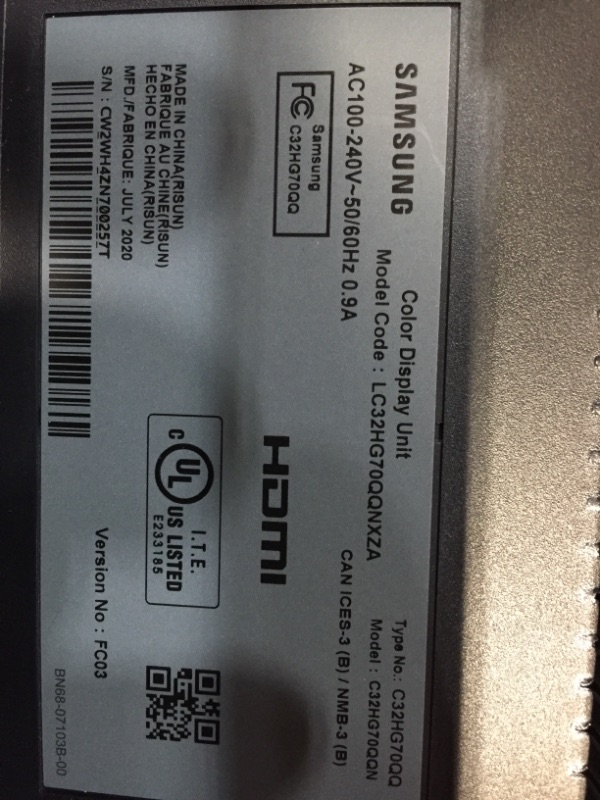 SAMSUNG
Color Display Unit
Type No.: C32HG70QQ
Model Code : LC32HG70QQNXZA
Model : C32HG70QQN
AC100-240V~50/60Hz 0.9A
CAN ICES-3 (B) / NMB-3 (B)
FC
Samsung
C32HG70QQ
HDMI
MADE IN CHINA(RISUN)
FABRIQUE AU CHINE(RISUN)
HECHO EN CHINA(RISUN)
MFD./FABRIQUE: JULY 2020
S/N : CW2WH4ZN700257T
C UL US LISTED
I.T.E.
E233185
Version No : FC03
BN68-07103B-00